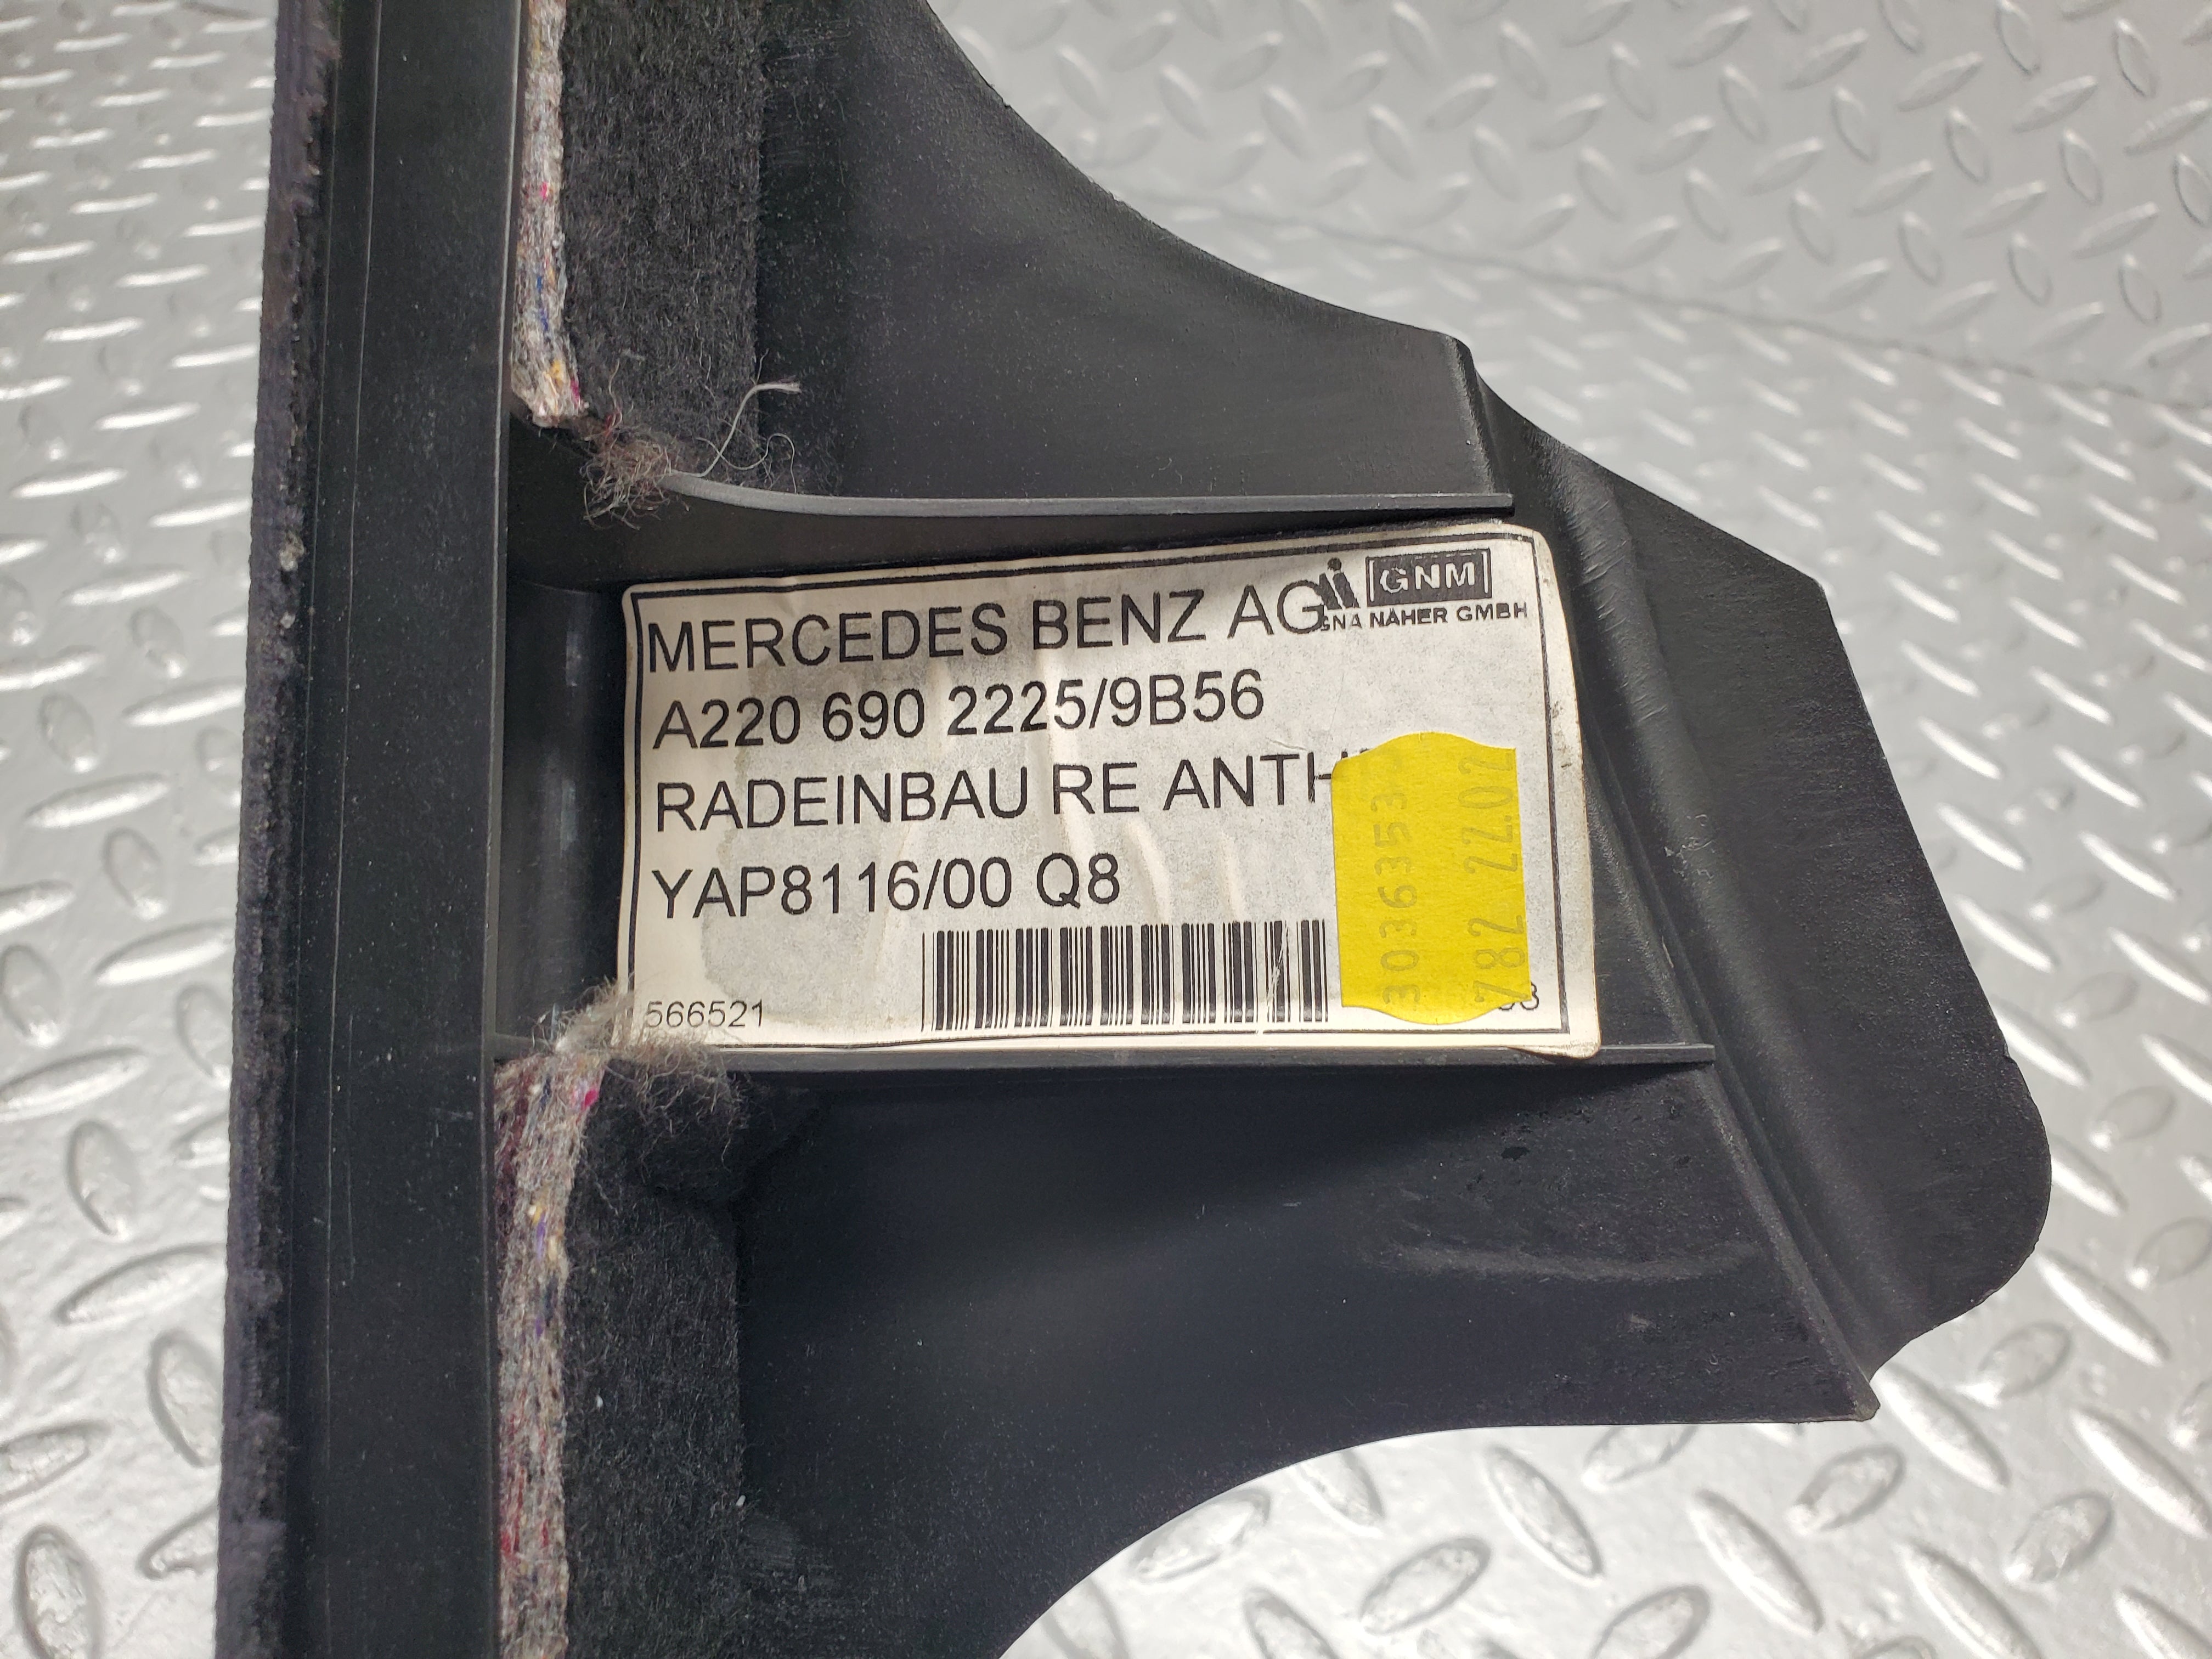 MERCEDES BENZ AG
GNM
GNA NÄHER GMBH
A220 690 2225/9B56
RADEINBAU RE ANTH
YAP8116/00 Q8
566521
782 22.02